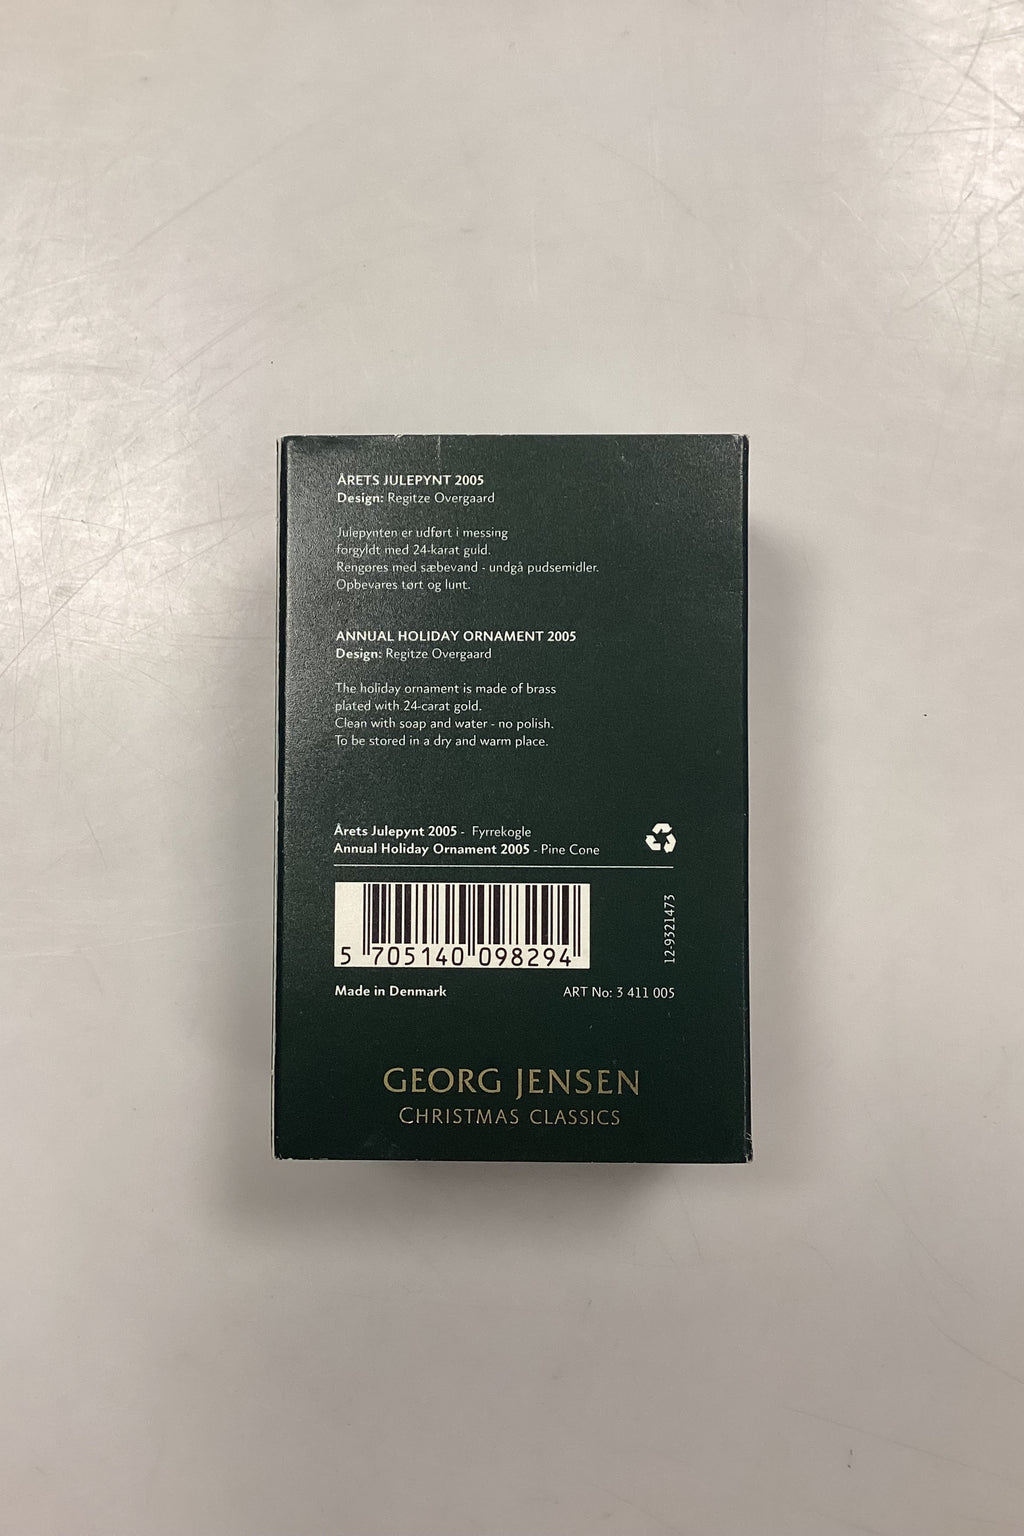 ÅRETS JULEPYNT 2005
Design: Regitze Overgaard
Julepynten er udført i messing
forgyldt med 24-karat guld.
Rengøres med sæbevand - undgå pudsemidler.
Opbevares tørt og lunt.
ANNUAL HOLIDAY ORNAMENT 2005
Design: Regitze Overgaard
The holiday ornament is made of brass
plated with 24-carat gold.
Clean with soap and water - no polish.
To be stored in a dry and warm place.
Årets Julepynt 2005 - Fyrrekogle
Annual Holiday Ornament 2005 - Pine Cone
5 705140 098294
12-9321473
Made in Denmark
ART No: 3 411 005
GEORG JENSEN
CHRISTMAS CLASSICS